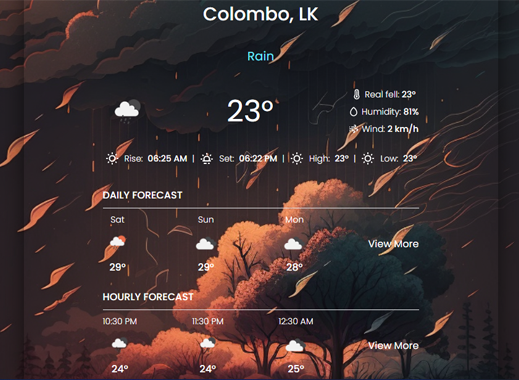 Colombo, LK
Rain
23°
Real fell: 23°
Humidity: 81%
Wind: 2 km/h
Rise: 06:25 AM | Set: 06:22 PM | High: 23° | Low: 23°
DAILY FORECAST
Sat Sun Mon
View More
29° 29° 28°
HOURLY FORECAST
10:30 PM 11:30 PM 12:30 AM
View More
24° 24° 25°